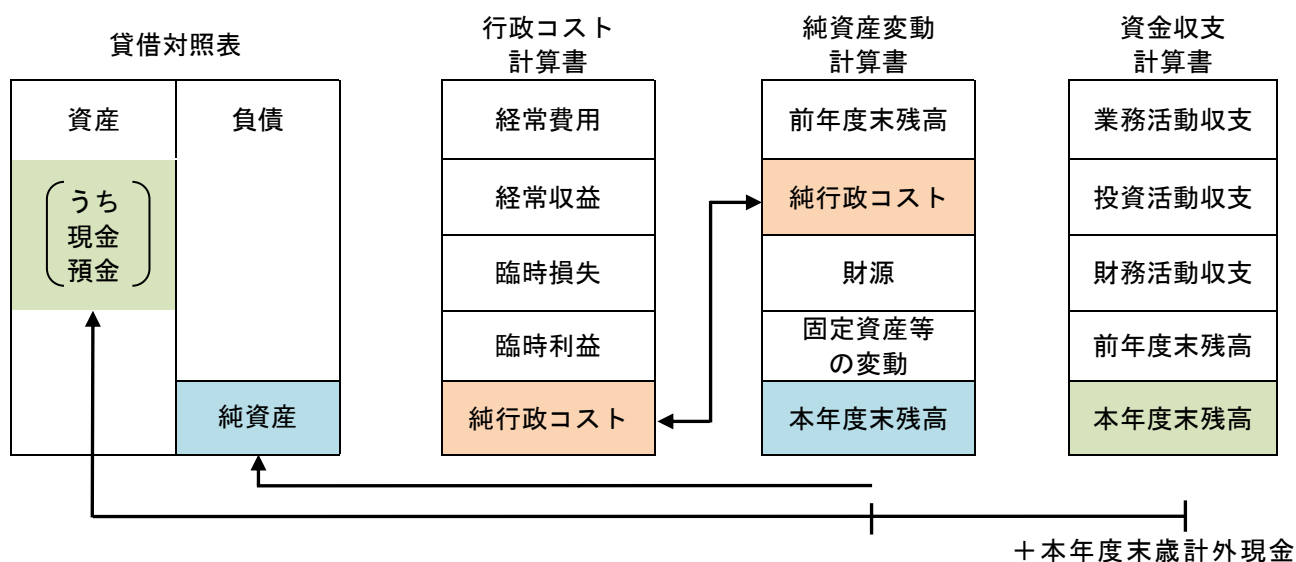 貸借対照表
資産
負債
うち
現金
預金
純資産
行政コスト
計算書
経常費用
経常収益
臨時損失
臨時利益
純行政コスト
純資産変動
計算書
前年度末残高
純行政コスト
財源
固定資産等
の変動
本年度末残高
資金収支
計算書
業務活動収支
投資活動収支
財務活動収支
前年度末残高
本年度末残高
＋本年度末歳計外現金